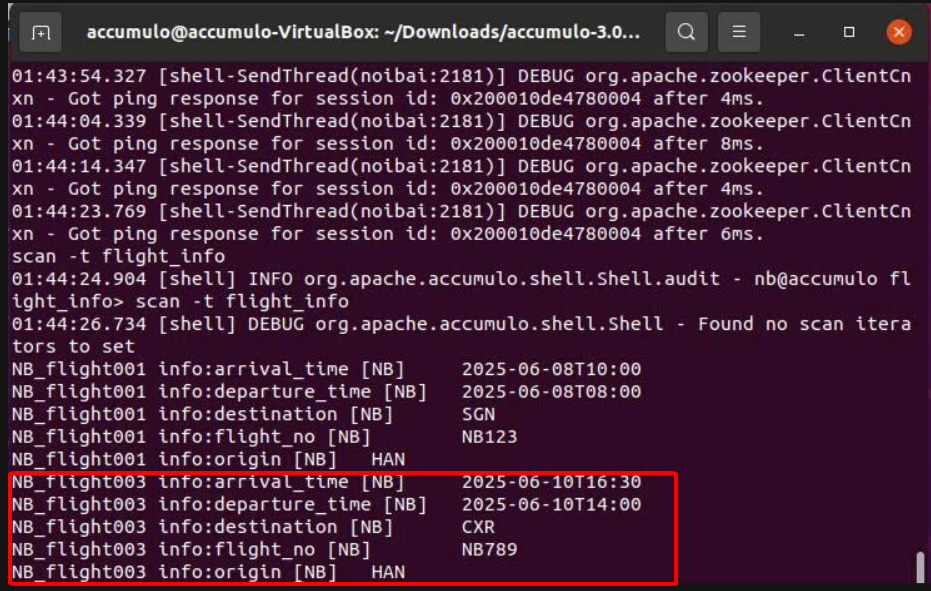 accumulo@accumulo-VirtualBox: ~/Downloads/accumulo-3.0...
01:43:54.327 [shell-SendThread(noibai:2181)] DEBUG org.apache.zookeeper.ClientCn
xn - Got ping response for session id: 0x200010de4780004 after 4ms.
01:44:04.339 [shell-SendThread(noibai:2181)] DEBUG org.apache.zookeeper.ClientCn
xn - Got ping response for session id: 0x200010de4780004 after 8ms.
01:44:14.347 [shell-SendThread(noibai:2181)] DEBUG org.apache.zookeeper.ClientCn
xn - Got ping response for session id: 0x200010de4780004 after 4ms.
01:44:23.769 [shell-SendThread(noibai:2181)] DEBUG org.apache.zookeeper.ClientCn
xn - Got ping response for session id: 0x200010de4780004 after 6ms.
scan -t flight_info
01:44:24.904 [shell] INFO org.apache.accumulo.shell.Shell.audit - nb@accumulo fl
ight_info> scan -t flight_info
01:44:26.734 [shell] DEBUG org.apache.accumulo.shell.Shell - Found no scan itera
tors to set
NB_flight001 info:arrival_time [NB]     2025-06-08T10:00
NB_flight001 info:departure_time [NB]   2025-06-08T08:00
NB_flight001 info:destination [NB]      SGN
NB_flight001 info:flight_no [NB]        NB123
NB_flight001 info:origin [NB]   HAN
NB_flight003 info:arrival_time [NB]     2025-06-10T16:30
NB_flight003 info:departure_time [NB]   2025-06-10T14:00
NB_flight003 info:destination [NB]      CXR
NB_flight003 info:flight_no [NB]        NB789
NB_flight003 info:origin [NB]   HAN